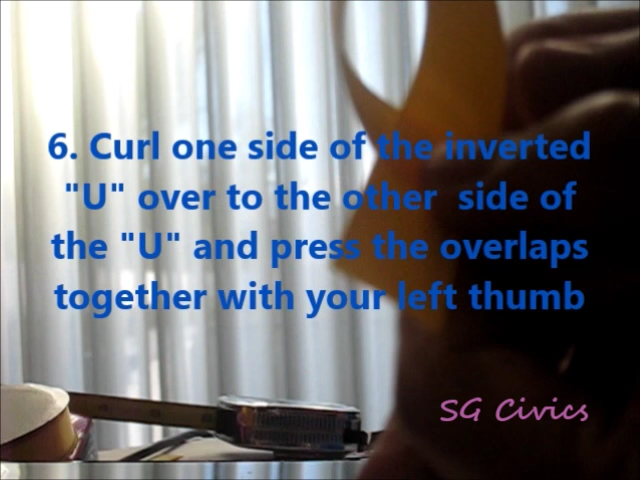 6. Curl one side of the inverted
"U" over to the other side of
the "U" and press the overlaps
together with your left thumb
SG Civics